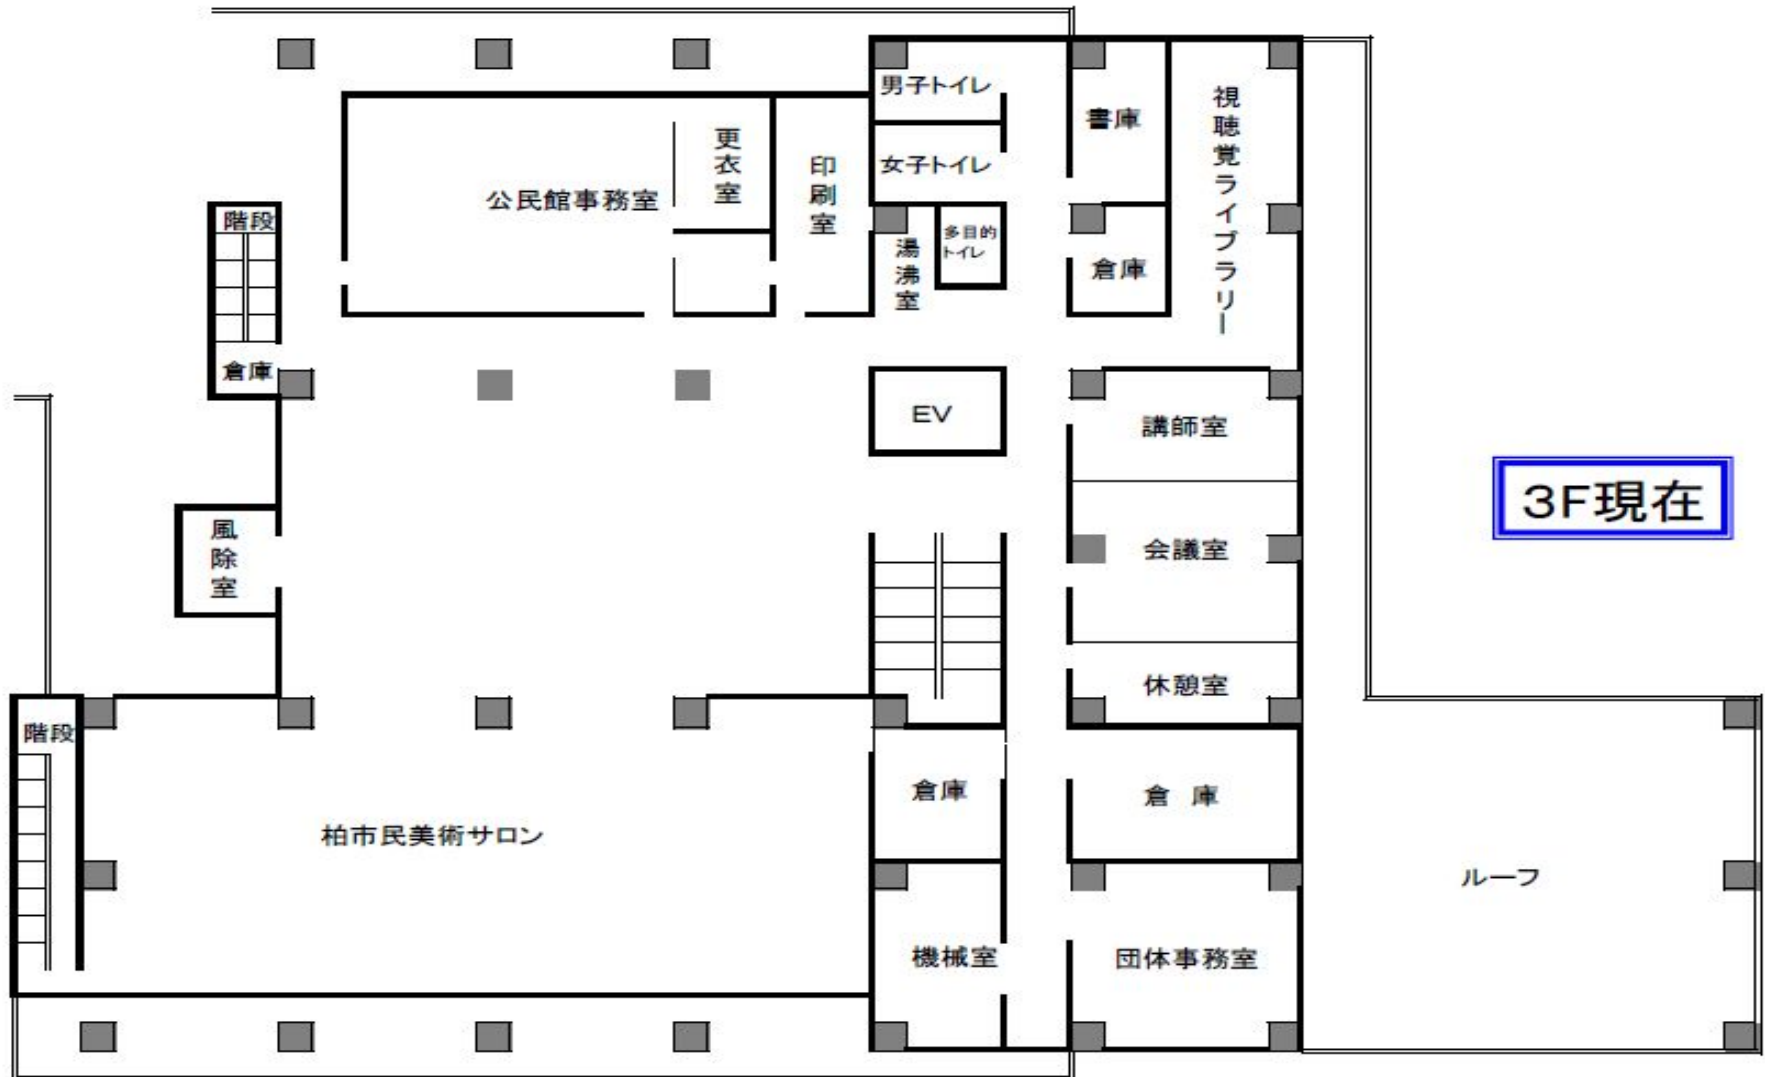 男子トイレ
書庫
視聴覚ライブラリー
更衣室
印刷室
女子トイレ
公民館事務室
階段
多目的
トイレ
湯沸室
倉庫
倉庫
EV
講師室
3F現在
風除室
会議室
休憩室
階段
倉庫
倉　庫
柏市民美術サロン
ルーフ
機械室
団体事務室